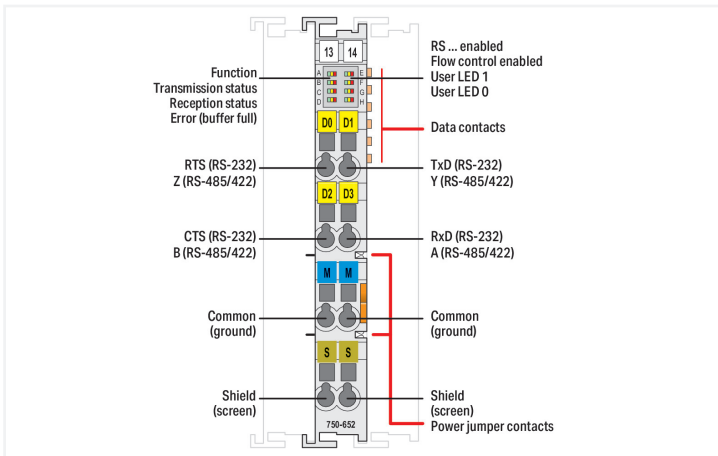 13 14
RS ... enabled
Flow control enabled
User LED 1
User LED 0
Function
Transmission status
Reception status
Error (buffer full)
A
B
C
D
E
F
G
H
D0 D1
Data contacts
RTS (RS-232)
Z (RS-485/422)
TxD (RS-232)
Y (RS-485/422)
D2 D3
CTS (RS-232)
B (RS-485/422)
RxD (RS-232)
A (RS-485/422)
M M
Common
(ground)
Common
(ground)
S S
Shield
(screen)
Shield
(screen)
Power jumper contacts
750-652